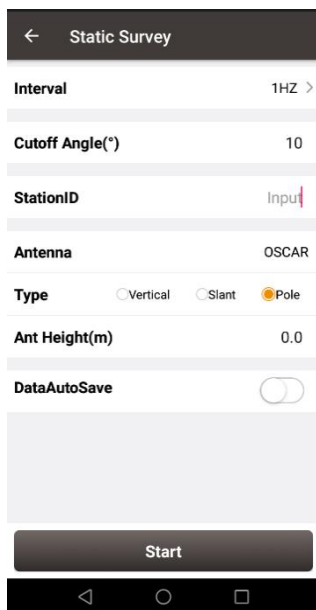 Static Survey
Interval 1HZ
Cutoff Angle(°) 10
StationID Input
Antenna OSCAR
Type Vertical Slant Pole
Ant Height(m) 0.0
DataAutoSave
Start